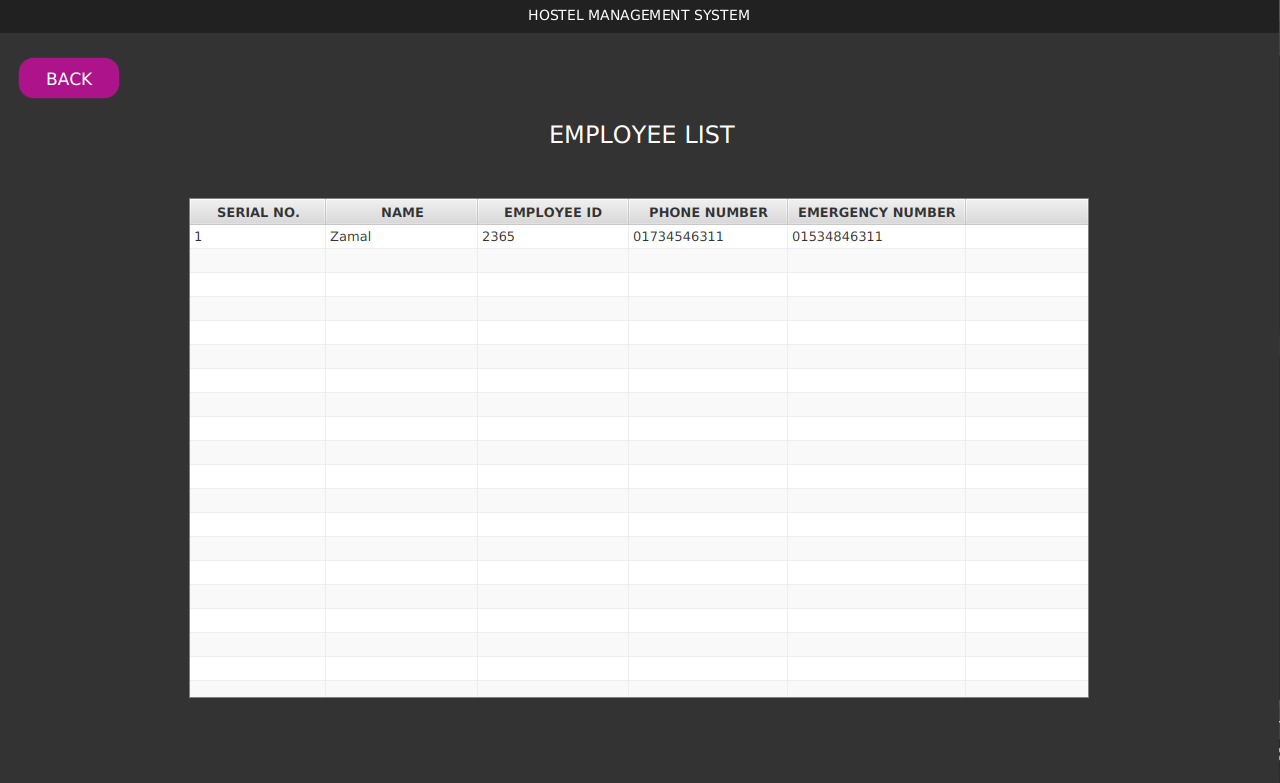 HOSTEL MANAGEMENT SYSTEM
BACK
EMPLOYEE LIST
SERIAL NO. NAME EMPLOYEE ID PHONE NUMBER EMERGENCY NUMBER
1 Zamal 2365 01734546311 01534846311